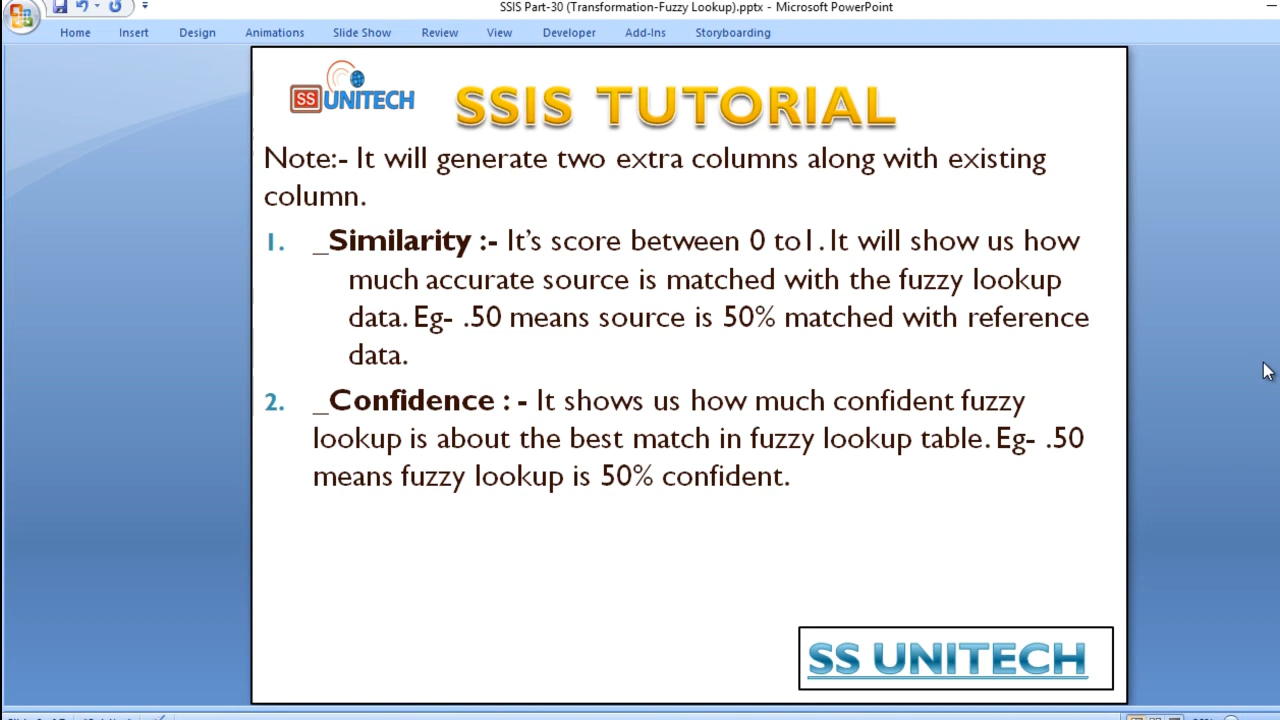 SSIS Part-30 (Transformation-Fuzzy Lookup).pptx - Microsoft PowerPoint
Home Insert Design Animations Slide Show Review View Developer Add-Ins Storyboarding
SS UNITECH
SSIS TUTORIAL
Note:- It will generate two extra columns along with existing
column.
1. _Similarity :- It’s score between 0 to1. It will show us how
much accurate source is matched with the fuzzy lookup
data. Eg- .50 means source is 50% matched with reference
data.
2. _Confidence : - It shows us how much confident fuzzy
lookup is about the best match in fuzzy lookup table. Eg- .50
means fuzzy lookup is 50% confident.
SS UNITECH